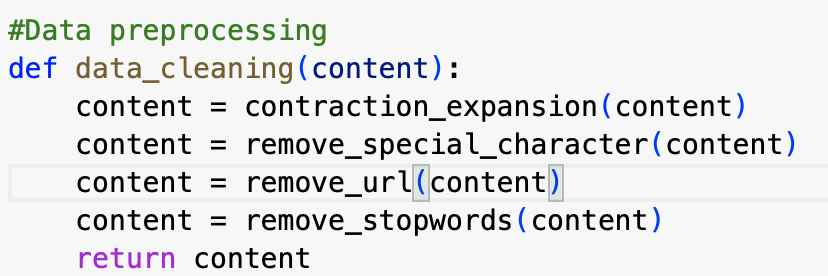 #Data preprocessing
def data_cleaning(content):
    content = contraction_expansion(content)
    content = remove_special_character(content)
    content = remove_url(content)
    content = remove_stopwords(content)
    return content